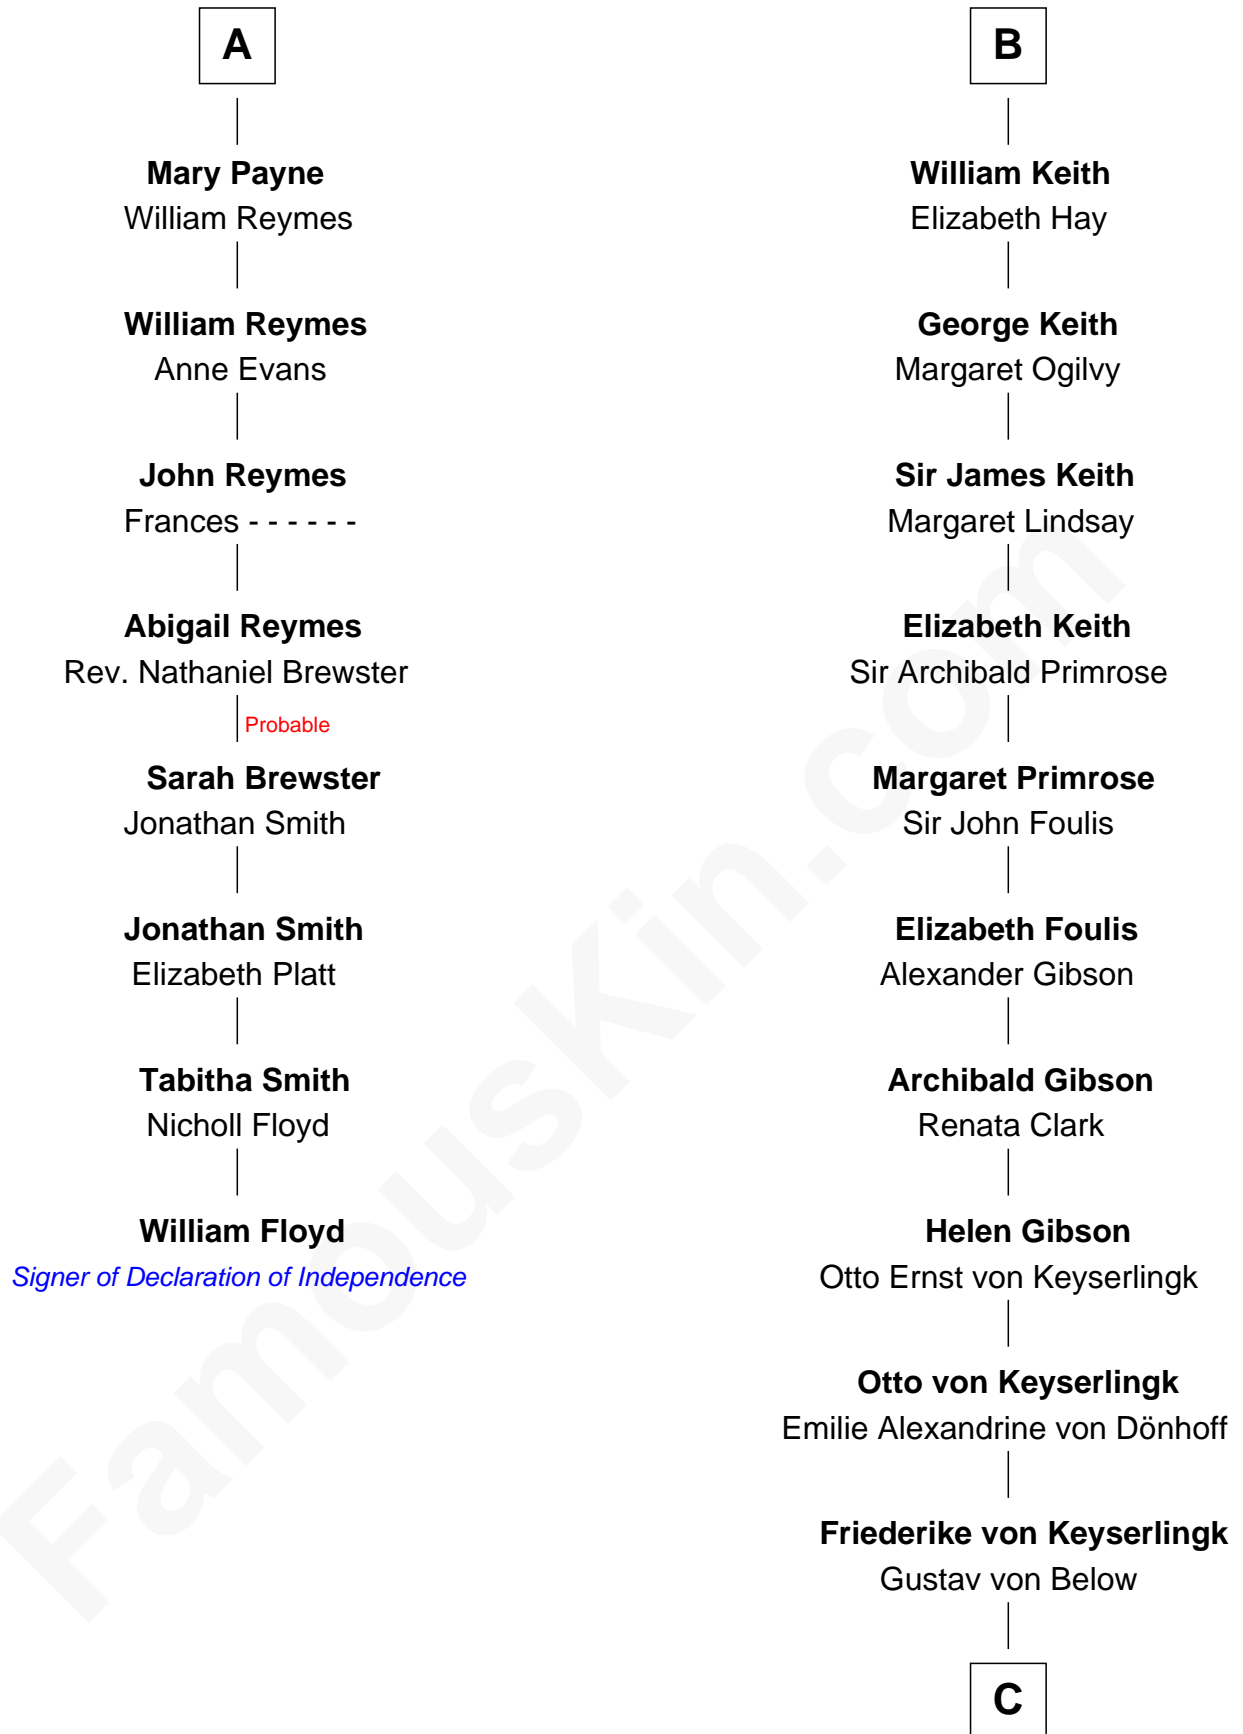 A
Mary Payne
William Reymes
William Reymes
Anne Evans
John Reymes
Frances - - - - - -
Abigail Reymes
Rev. Nathaniel Brewster
Probable
Sarah Brewster
Jonathan Smith
Jonathan Smith
Elizabeth Platt
Tabitha Smith
Nicholl Floyd
William Floyd
Signer of Declaration of Independence
B
William Keith
Elizabeth Hay
George Keith
Margaret Ogilvy
Sir James Keith
Margaret Lindsay
Elizabeth Keith
Sir Archibald Primrose
Margaret Primrose
Sir John Foulis
Elizabeth Foulis
Alexander Gibson
Archibald Gibson
Renata Clark
Helen Gibson
Otto Ernst von Keyserlingk
Otto von Keyserlingk
Emilie Alexandrine von Dönhoff
Friederike von Keyserlingk
Gustav von Below
C
FamousKin.com